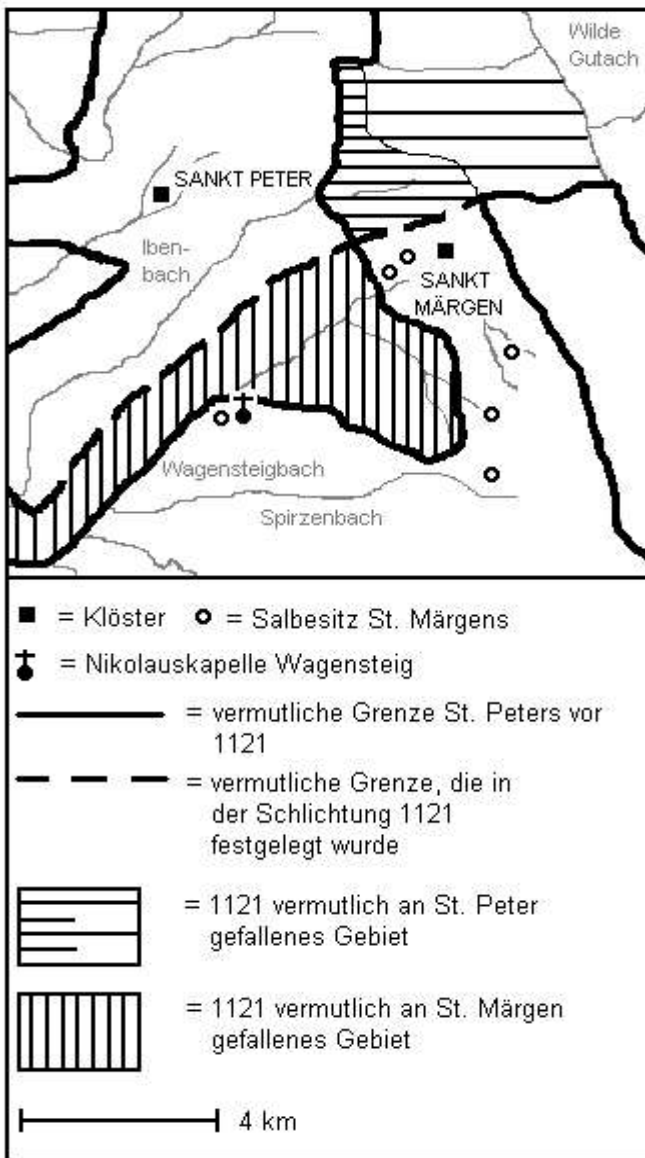 Wilde
Gutach
SANKT PETER
Iben-
bach
SANKT
MÄRGEN
Wagensteigbach
Spirzenbach
= Klöster = Salbesitz St. Märgens
= Nikolauskapelle Wagensteig
= vermutliche Grenze St. Peters vor
1121
= vermutliche Grenze, die in
der Schlichtung 1121
festgelegt wurde
= 1121 vermutlich an St. Peter
gefallenes Gebiet
= 1121 vermutlich an St. Märgen
gefallenes Gebiet
4 km